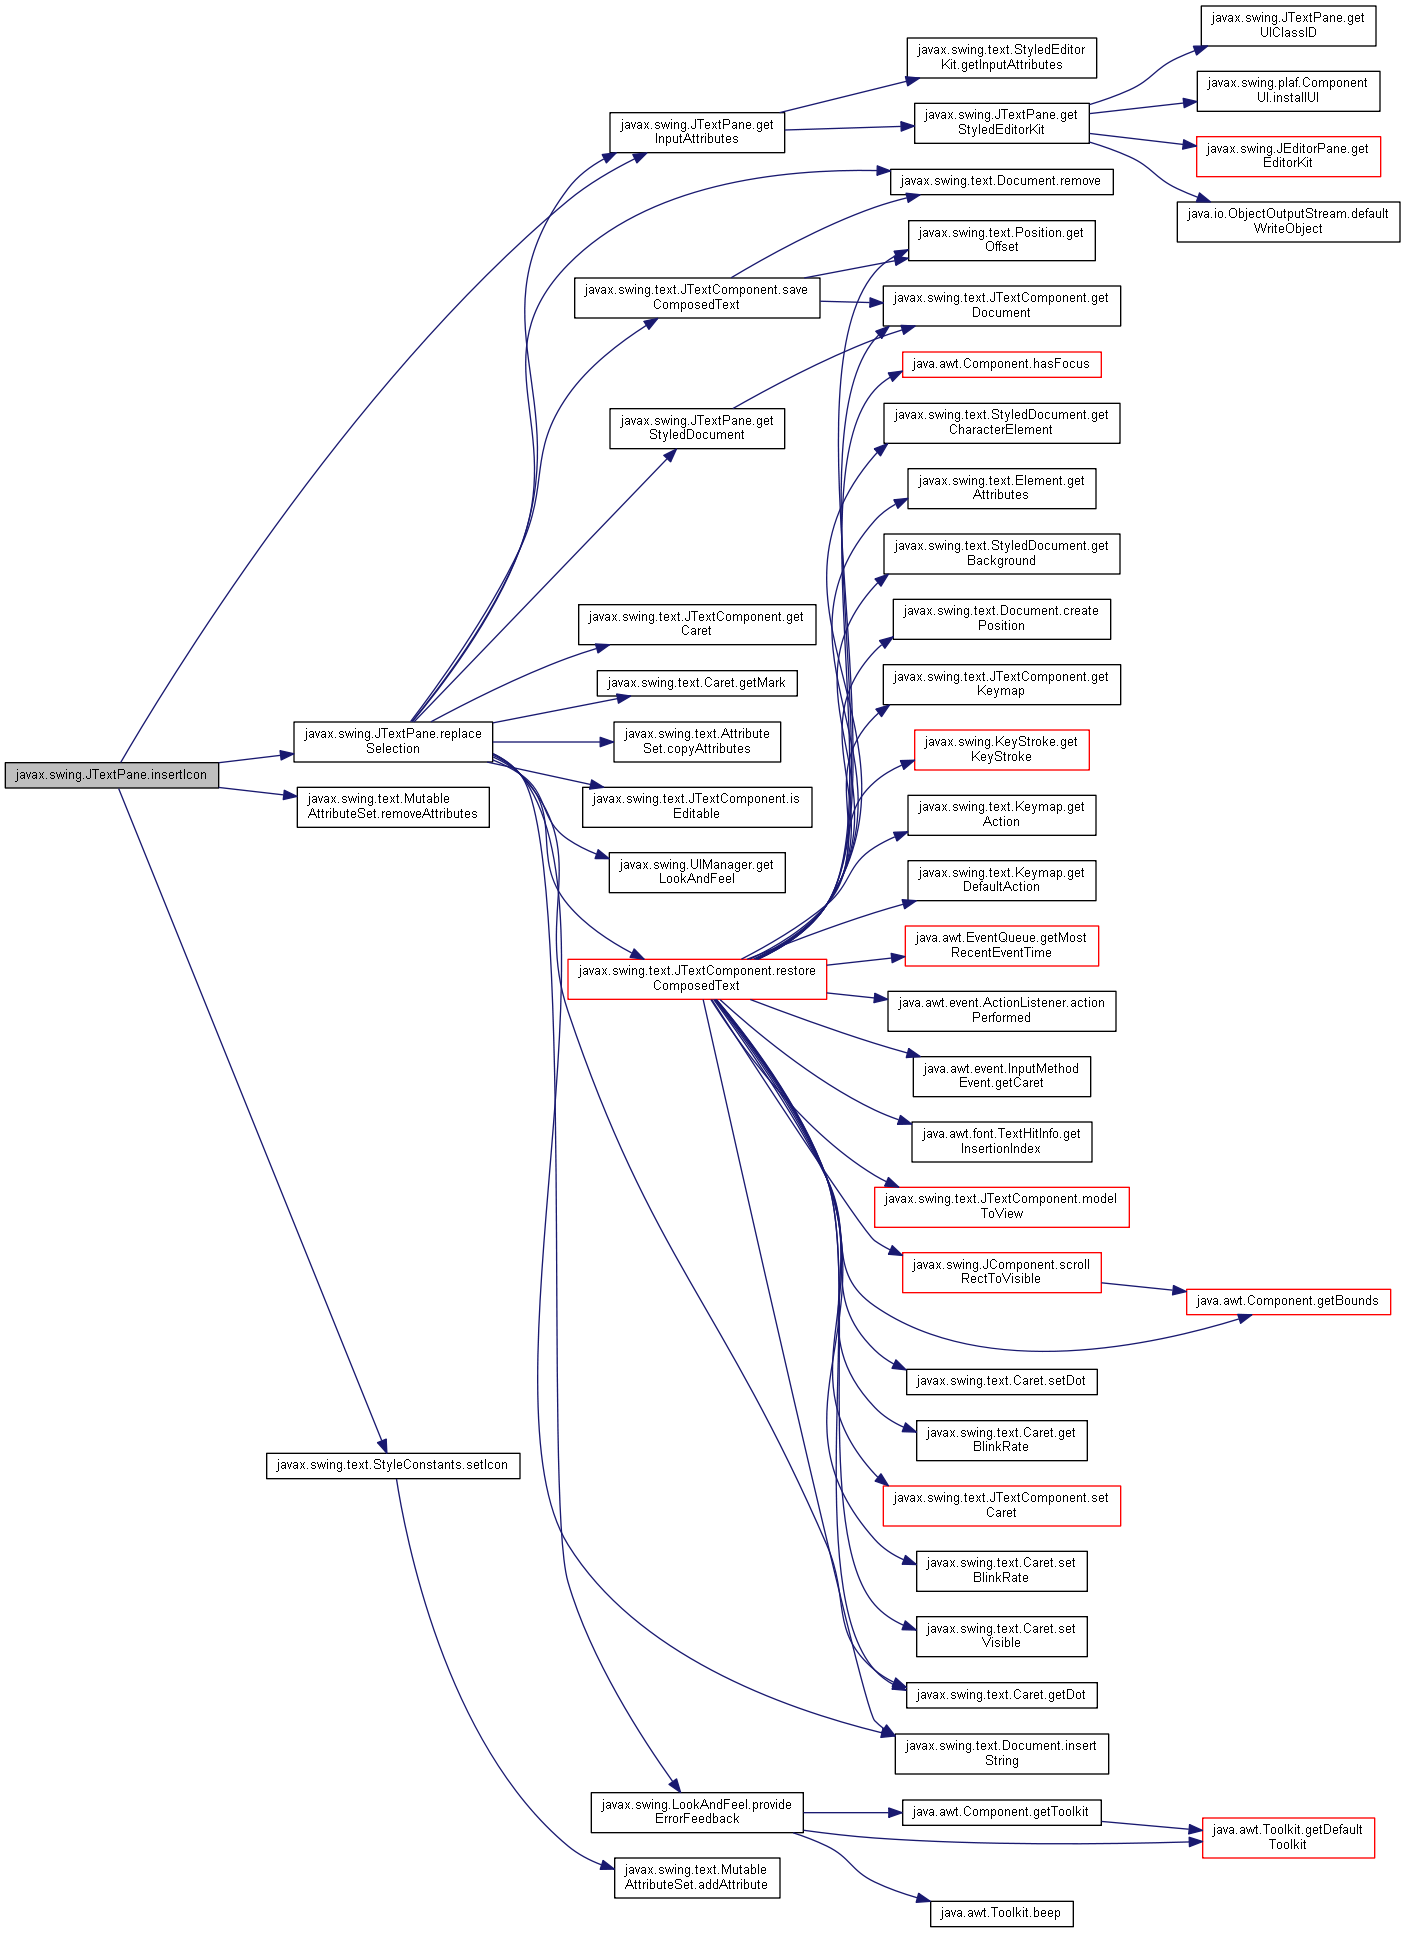 javax.swing.JTextPane.insertIcon
javax.swing.JTextPane.replace
Selection
javax.swing.text.Mutable
AttributeSet.removeAttributes
javax.swing.text.StyleConstants.setIcon
javax.swing.JTextPane.get
InputAttributes
javax.swing.text.JTextComponent.save
ComposedText
javax.swing.JTextPane.get
StyledDocument
javax.swing.text.JTextComponent.get
Caret
javax.swing.text.Caret.getMark
javax.swing.text.Attribute
Set.copyAttributes
javax.swing.text.JTextComponent.is
Editable
javax.swing.UIManager.get
LookAndFeel
javax.swing.text.JTextComponent.restore
ComposedText
javax.swing.LookAndFeel.provide
ErrorFeedback
javax.swing.text.Mutable
AttributeSet.addAttribute
javax.swing.text.StyledEditor
Kit.getInputAttributes
javax.swing.JTextPane.get
StyledEditorKit
javax.swing.text.Document.remove
javax.swing.text.Position.get
Offset
javax.swing.text.JTextComponent.get
Document
java.awt.Component.hasFocus
javax.swing.text.StyledDocument.get
CharacterElement
javax.swing.text.Element.get
Attributes
javax.swing.text.StyledDocument.get
Background
javax.swing.text.Document.create
Position
javax.swing.text.JTextComponent.get
Keymap
javax.swing.KeyStroke.get
KeyStroke
javax.swing.text.Keymap.get
Action
javax.swing.text.Keymap.get
DefaultAction
java.awt.EventQueue.getMost
RecentEventTime
java.awt.event.ActionListener.action
Performed
java.awt.event.InputMethod
Event.getCaret
java.awt.font.TextHitInfo.get
InsertionIndex
javax.swing.text.JTextComponent.model
ToView
javax.swing.JComponent.scroll
RectToVisible
javax.swing.text.Caret.setDot
javax.swing.text.Caret.get
BlinkRate
javax.swing.text.JTextComponent.set
Caret
javax.swing.text.Caret.set
BlinkRate
javax.swing.text.Caret.set
Visible
javax.swing.text.Caret.getDot
javax.swing.text.Document.insert
String
java.awt.Component.getToolkit
java.awt.Toolkit.beep
javax.swing.JTextPane.get
UIClassID
javax.swing.plaf.Component
UI.installUI
javax.swing.JEditorPane.get
EditorKit
java.io.ObjectOutputStream.default
WriteObject
java.awt.Component.getBounds
java.awt.Toolkit.getDefault
Toolkit